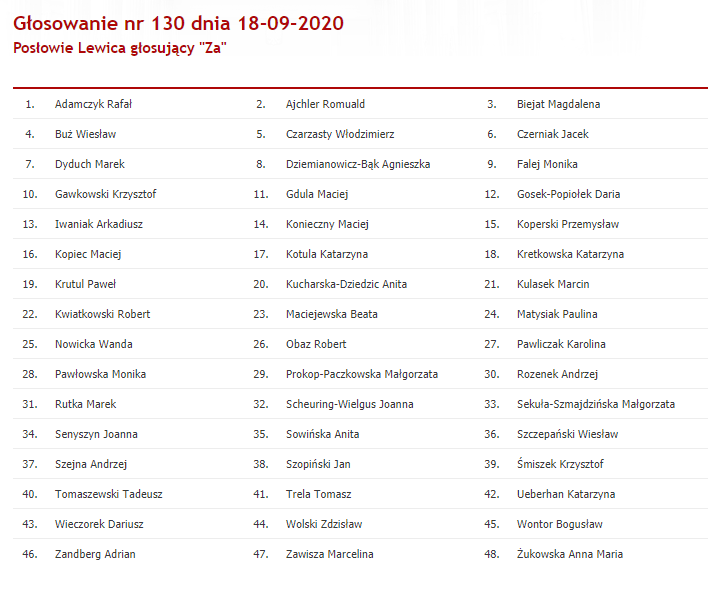 Głosowanie nr 130 dnia 18-09-2020
Posłowie Lewica głosujący "Za"
1. Adamczyk Rafał 2. Ajchler Romuald 3. Biejat Magdalena
4. Buż Wiesław 5. Czarzasty Włodzimierz 6. Czerniak Jacek
7. Dyduch Marek 8. Dziemianowicz-Bąk Agnieszka 9. Falej Monika
10. Gawkowski Krzysztof 11. Gdula Maciej 12. Gosek-Popiołek Daria
13. Iwaniak Arkadiusz 14. Konieczny Maciej 15. Koperski Przemysław
16. Kopiec Maciej 17. Kotula Katarzyna 18. Kretkowska Katarzyna
19. Krutul Paweł 20. Kucharska-Dziedzic Anita 21. Kulasek Marcin
22. Kwiatkowski Robert 23. Maciejewska Beata 24. Matysiak Paulina
25. Nowicka Wanda 26. Obaz Robert 27. Pawliczak Karolina
28. Pawłowska Monika 29. Prokop-Paczkowska Małgorzata 30. Rozenek Andrzej
31. Rutka Marek 32. Scheuring-Wielgus Joanna 33. Sekuła-Szmajdzińska Małgorzata
34. Senyszyn Joanna 35. Sowińska Anita 36. Szczepański Wiesław
37. Szejna Andrzej 38. Szopiński Jan 39. Śmiszek Krzysztof
40. Tomaszewski Tadeusz 41. Trela Tomasz 42. Ueberhan Katarzyna
43. Wieczorek Dariusz 44. Wolski Zdzisław 45. Wontor Bogusław
46. Zandberg Adrian 47. Zawisza Marcelina 48. Żukowska Anna Maria